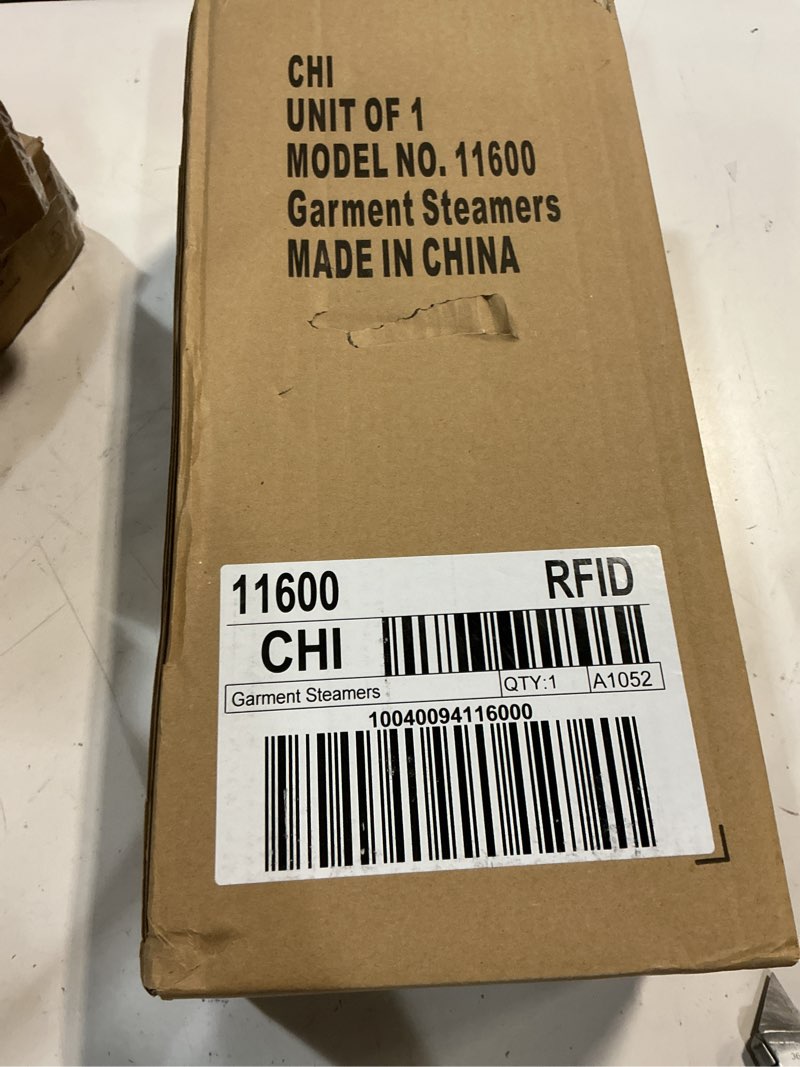 CHI
UNIT OF 1
MODEL NO. 11600
Garment Steamers
MADE IN CHINA
11600 RFID
CHI
Garment Steamers QTY:1 A1052
10040094116000